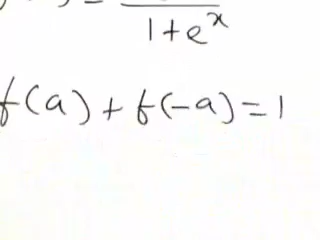 1+e^x
f(a) + f(-a) = 1